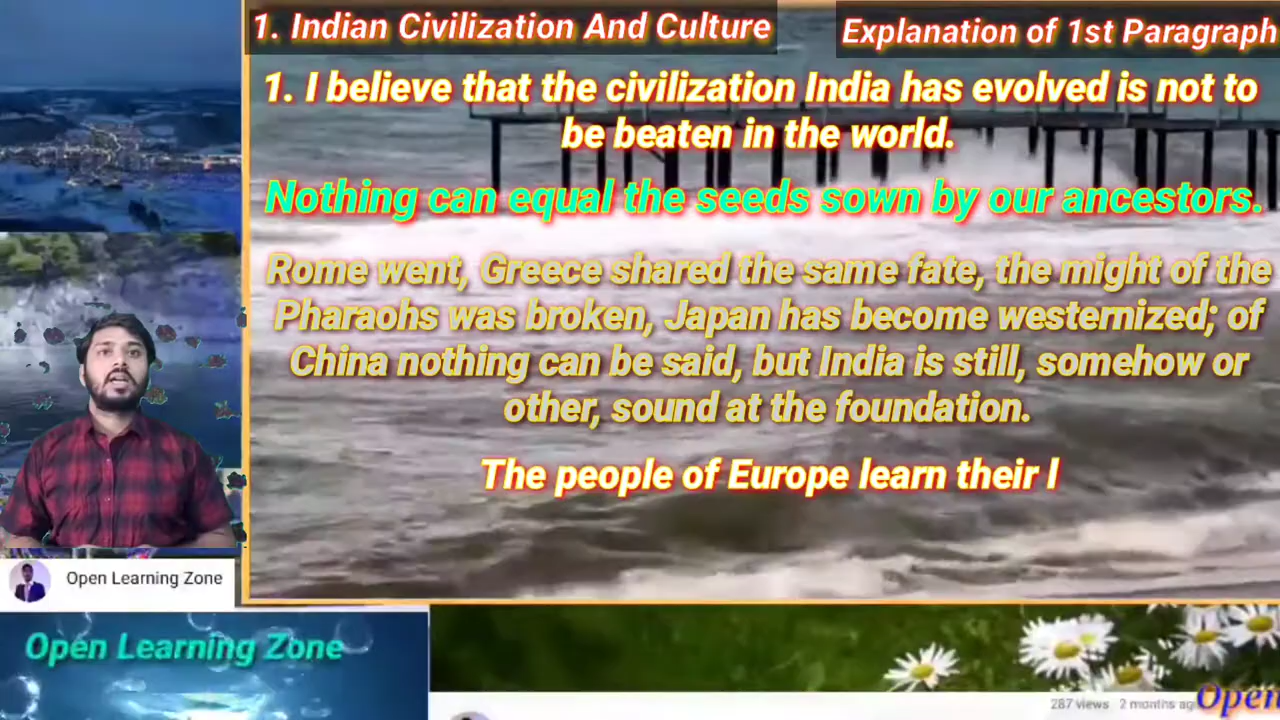 1. Indian Civilization And Culture
Explanation of 1st Paragraph
1. I believe that the civilization India has evolved is not to
be beaten in the world.
Nothing can equal the seeds sown by our ancestors.
Rome went, Greece shared the same fate, the might of the
Pharaohs was broken, Japan has become westernized; of
China nothing can be said, but India is still, somehow or
other, sound at the foundation.
The people of Europe learn their l
Open Learning Zone
Open Learning Zone
287 views 2 months ag
Open